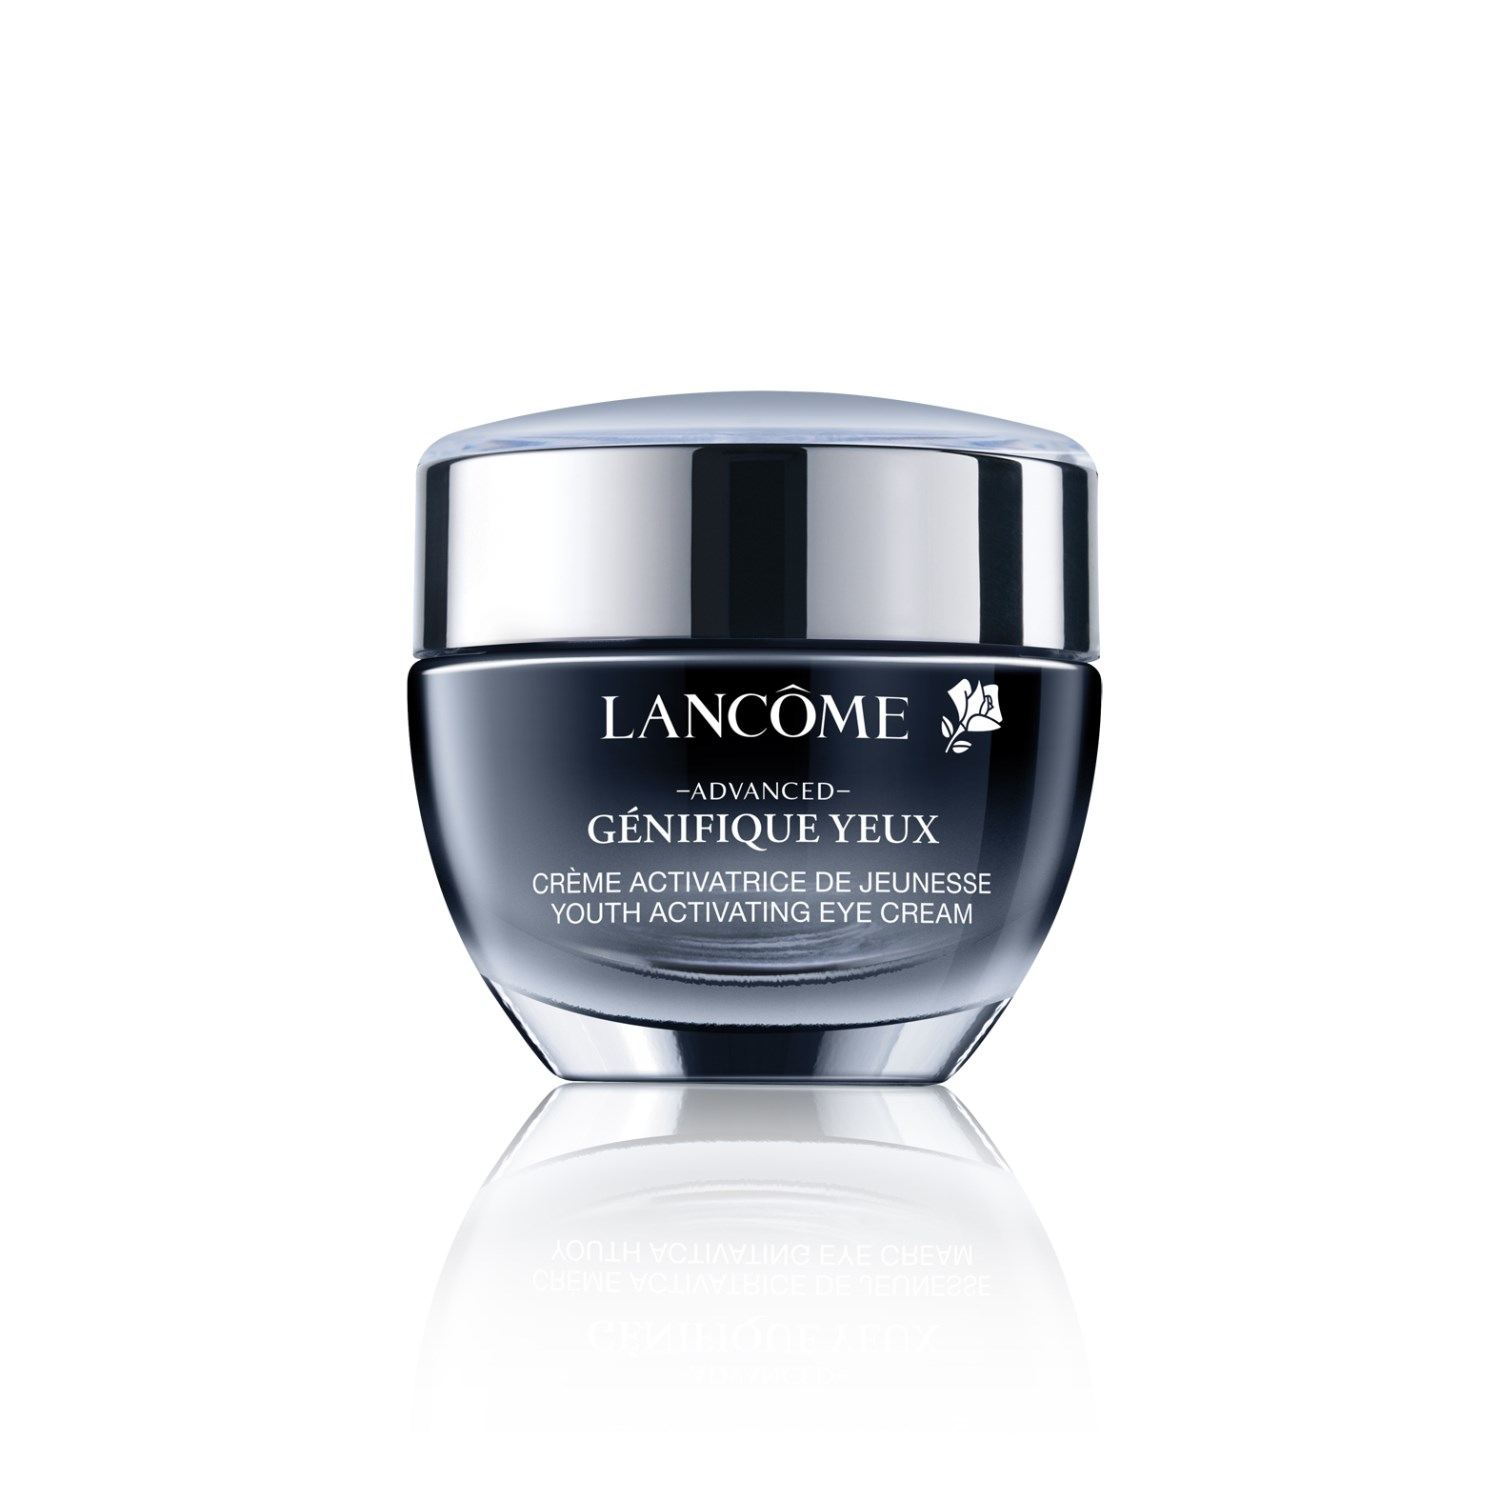 LANCÔME
–ADVANCED–
GÉNIFIQUE YEUX
CRÈME ACTIVATRICE DE JEUNESSE
YOUTH ACTIVATING EYE CREAM